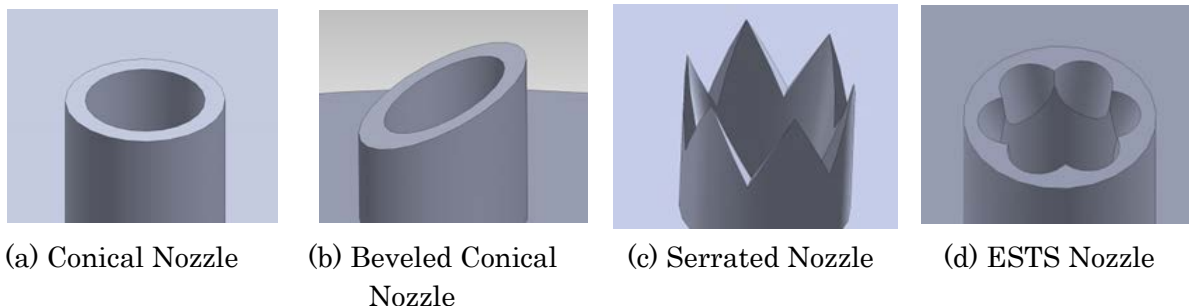 (a) Conical Nozzle
(b) Beveled Conical
Nozzle
(c) Serrated Nozzle
(d) ESTS Nozzle